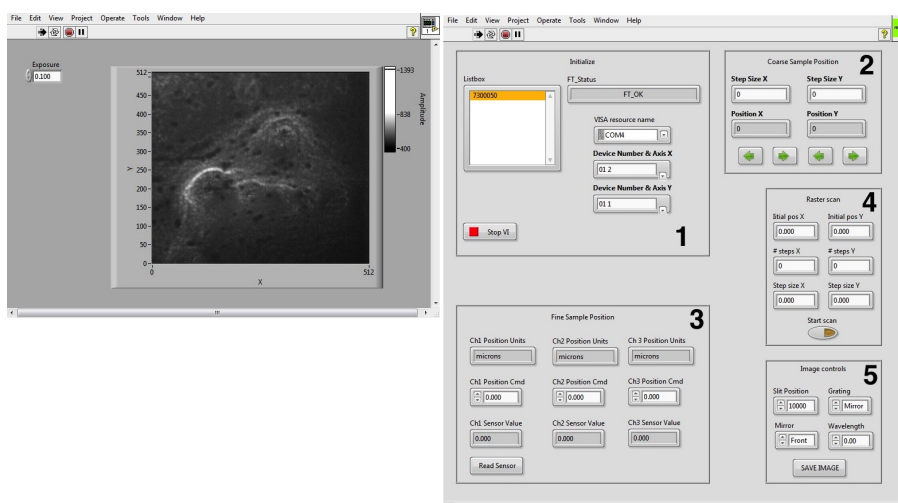 File Edit View Project Operate Tools Window Help
Exposure
0.100
512
450
400
350
300
250
200
150
100
50
0
Y
0 512
X
1393
838
400
Amplitude
File Edit View Project Operate Tools Window Help
Initialize
Listbox
7300050
FT_Status
FT_OK
VISA resource name
COM4
Device Number & Axis X
01 2
Device Number & Axis Y
01 1
Stop VI
1
Coarse Sample Position
2
Step Size X Step Size Y
0 0
Position X Position Y
0 0
Fine Sample Position
3
Ch1 Position Units Ch2 Position Units Ch 3 Position Units
microns microns microns
Ch1 Position Cmd Ch2 Position Cmd Ch3 Position Cmd
0.000 0.000 0.000
Ch1 Sensor Value Ch2 Sensor Value Ch3 Sensor Value
0.000 0.000 0.000
Read Sensor
Raster scan
4
Iitial pos X Initial pos Y
0.000 0.000
# steps X # steps Y
0 0
Step size X Step size Y
0.000 0.000
Start scan
Image controls
5
Slit Position Grating
10000 Mirror
Mirror Wavelength
Front 0.00
SAVE IMAGE